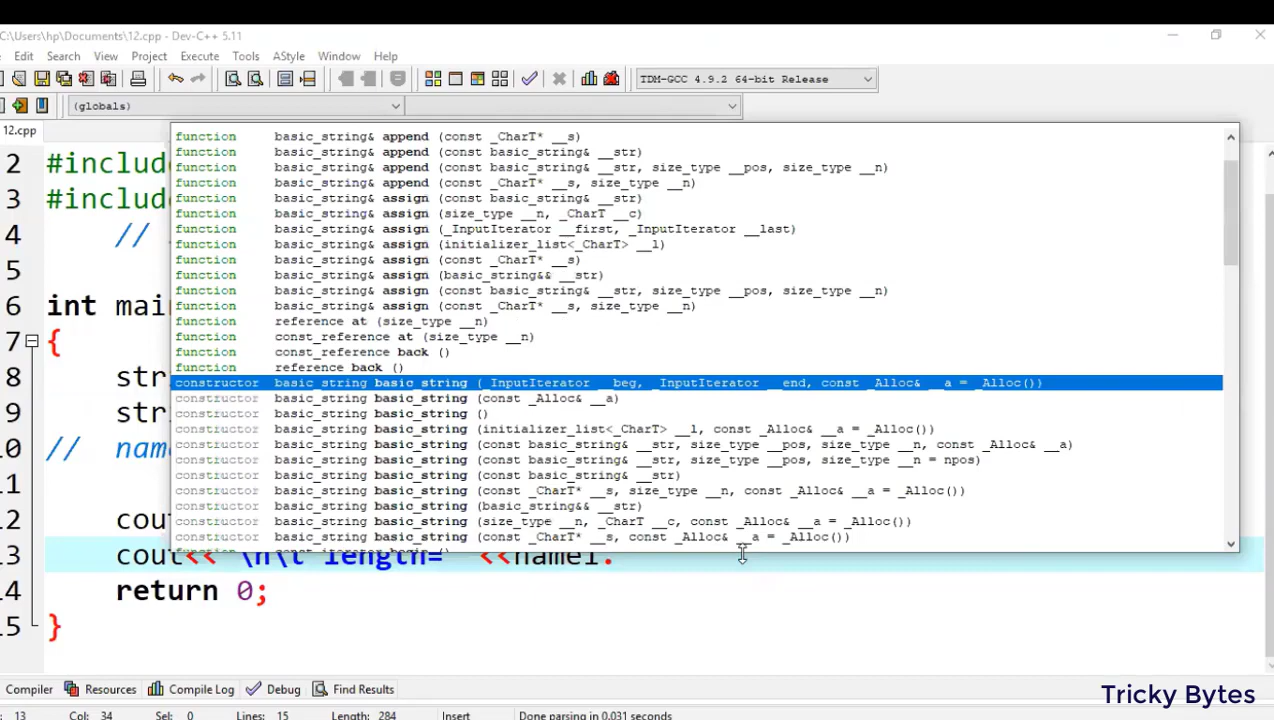 C:\Users\hp\Documents\12.cpp - Dev-C++ 5.11
Edit Search View Project Execute Tools AStyle Window Help
TDM-GCC 4.9.2 64-bit Release
(globals)
12.cpp
function basic_string& append (const _CharT* __s)
function basic_string& append (const basic_string& __str)
function basic_string& append (const basic_string& __str, size_type __pos, size_type __n)
function basic_string& append (const _CharT* __s, size_type __n)
function basic_string& assign (const basic_string& __str)
function basic_string& assign (size_type __n, _CharT __c)
function basic_string& assign (_InputIterator __first, _InputIterator __last)
function basic_string& assign (initializer_list<_CharT> __l)
function basic_string& assign (const _CharT* __s)
function basic_string& assign (basic_string&& __str)
function basic_string& assign (const basic_string& __str, size_type __pos, size_type __n)
function basic_string& assign (const _CharT* __s, size_type __n)
function reference at (size_type __n)
function const_reference at (size_type __n)
function const_reference back ()
function reference back ()
constructor basic_string basic_string (_InputIterator __beg, _InputIterator __end, const _Alloc& __a = _Alloc())
constructor basic_string basic_string (const _Alloc& __a)
constructor basic_string basic_string ()
constructor basic_string basic_string (initializer_list<_CharT> __l, const _Alloc& __a = _Alloc())
constructor basic_string basic_string (const basic_string& __str, size_type __pos, size_type __n, const _Alloc& __a)
constructor basic_string basic_string (const basic_string& __str, size_type __pos, size_type __n = npos)
constructor basic_string basic_string (const basic_string& __str)
constructor basic_string basic_string (const _CharT* __s, size_type __n, const _Alloc& __a = _Alloc())
constructor basic_string basic_string (basic_string&& __str)
constructor basic_string basic_string (size_type __n, _CharT __c, const _Alloc& __a = _Alloc())
constructor basic_string basic_string (const _CharT* __s, const _Alloc& __a = _Alloc())
function const_iterator begin ()
2 #include
3 #include
4 //
5
6 int main
7 {
8 str
9 str
10 // name
11
12 cout
13 cout<<"\n\t length=" <<name1.
14 return 0;
15 }
Compiler Resources Compile Log Debug Find Results
Tricky Bytes
13 Col: 34 Sel: 0 Lines: 15 Length: 284 Insert Done parsing in 0.031 seconds